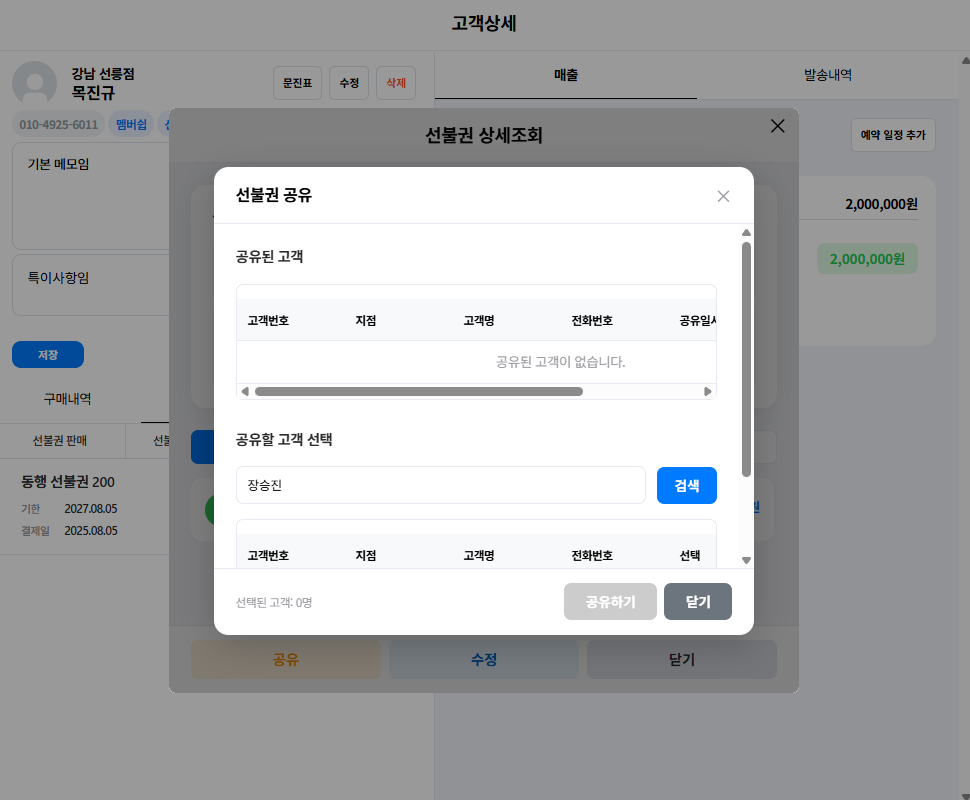 고객상세
강남 선릉점
목진규
문진표
수정
삭제
010-4925-6011
멤버쉽
기본 메모임
특이사항임
저장
구매내역
선불권 판매
동행 선불권 200
기한 2027.08.05
결제일 2025.08.05
매출
발송내역
예약 일정 추가
2,000,000원
2,000,000원
선불권 상세조회
선불권 공유
공유된 고객
고객번호 지점 고객명 전화번호 공유일시
공유된 고객이 없습니다.
공유할 고객 선택
장승진
검색
고객번호 지점 고객명 전화번호 선택
선택된 고객: 0명
공유하기
닫기
공유
수정
닫기